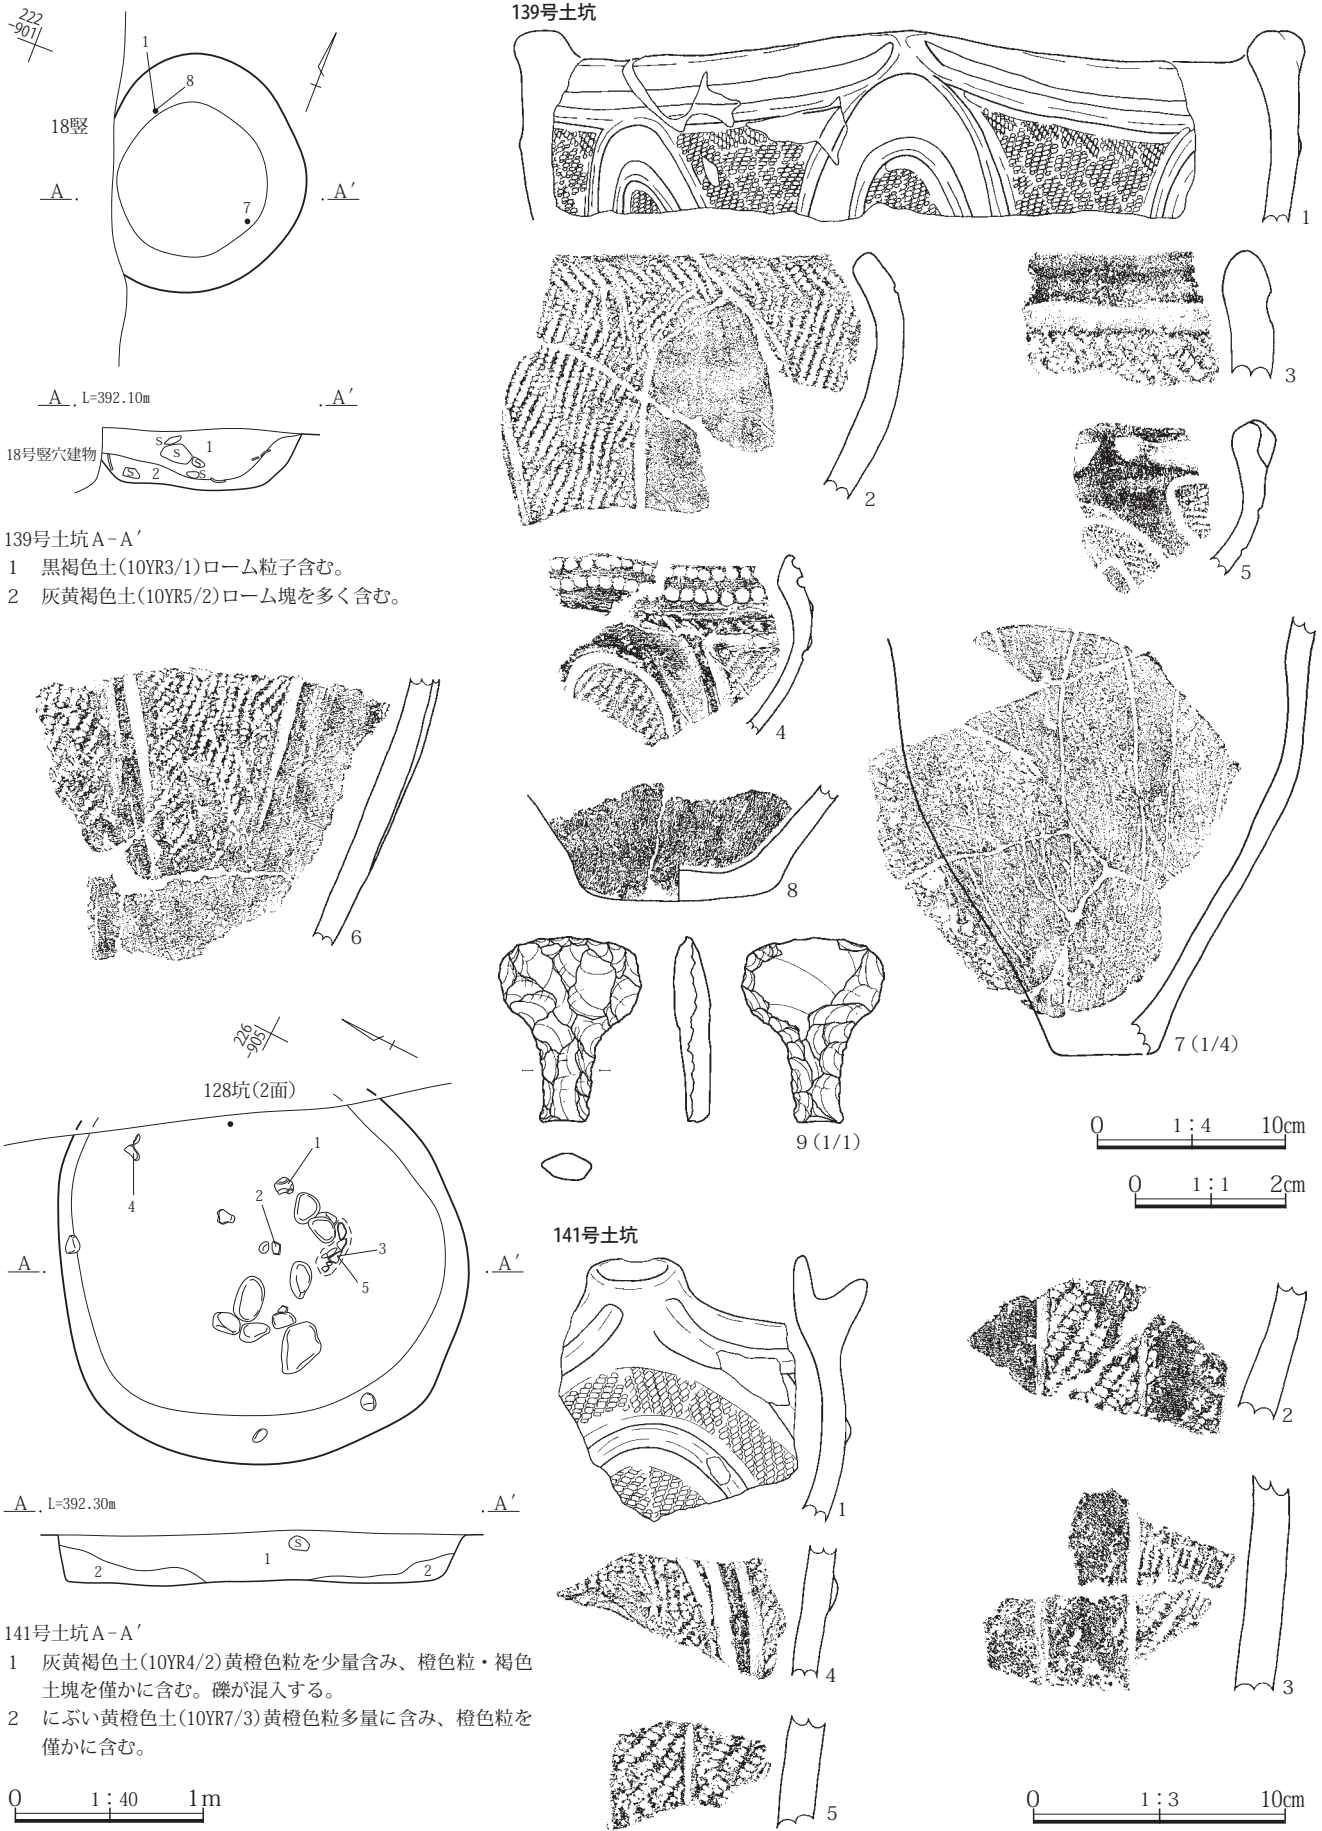 139号土坑
222
-901
1
8
18竪
A
A′
7
A
L=392.10m
A′
18号竪穴建物
S
1
S
S
S
2
S
139号土坑A-A′
1 黒褐色土(10YR3/1)ローム粒子含む。
2 灰黄褐色土(10YR5/2)ローム塊を多く含む。
1
2
3
4
5
6
7(1/4)
8
9(1/1)
0 1:4 10cm
0 1:1 2cm
226
-905
128坑(2面)
1
2
4
3
5
A
A′
A
L=392.30m
A′
S
1
2
2
141号土坑A-A′
1 灰黄褐色土(10YR4/2)黄橙色粒を少量含み、橙色粒・褐色
土塊を僅かに含む。礫が混入する。
2 にぶい黄橙色土(10YR7/3)黄橙色粒多量に含み、橙色粒を
僅かに含む。
0 1:40 1m
141号土坑
1
2
3
4
5
0 1:3 10cm